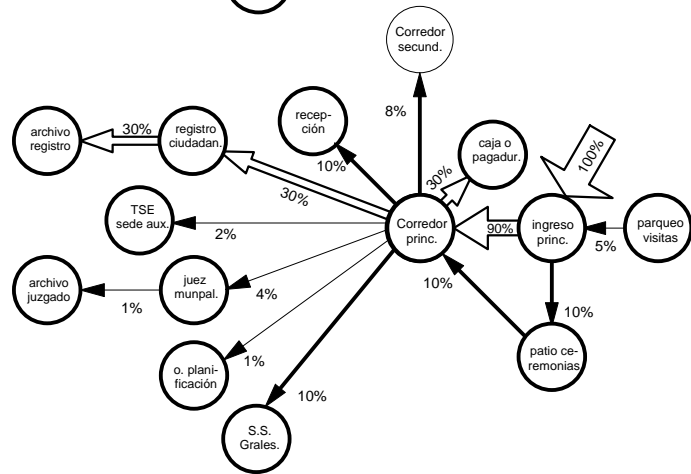 Corredor
secund.
8%
recep-
ción
10%
caja o
pagadur.
30%
100%
archivo
registro
30%
registro
ciudadan.
30%
TSE
sede aux.
2%
Corredor
princ.
90%
ingreso
princ.
5%
parqueo
visitas
archivo
juzgado
1%
juez
munpal.
4%
10%
10%
o. plani-
ficación
1%
patio ce-
remonias
10%
S.S.
Grales.